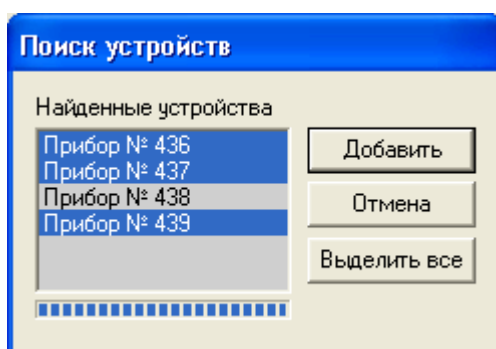 Поиск устройств
Найденные устройства
Прибор № 436
Прибор № 437
Прибор № 438
Прибор № 439
Добавить
Отмена
Выделить все